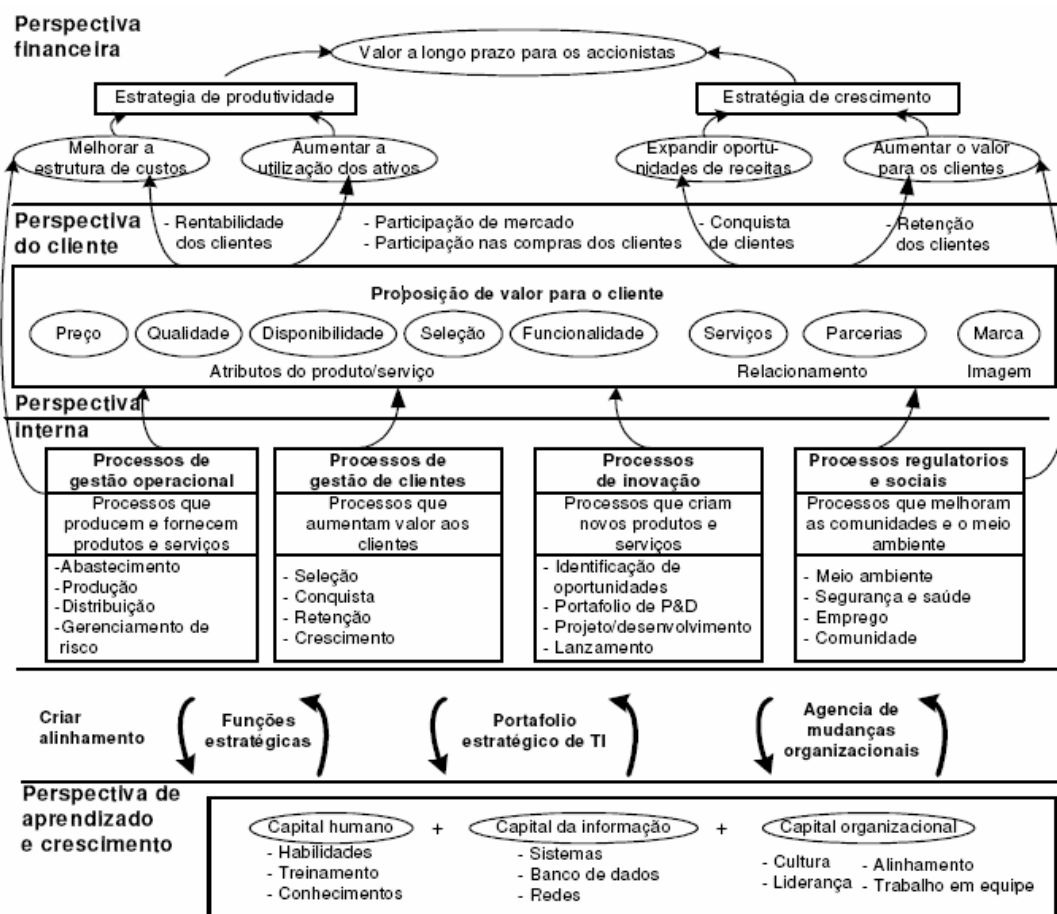 Perspectiva
financeira
Valor a longo prazo para os accionistas
Estrategia de produtividade
Estratégia de crescimento
Melhorar a
estrutura de custos
Aumentar a
utilização dos ativos
Expandir oportu-
nidades de receitas
Aumentar o valor
para os clientes
Perspectiva
do cliente
- Rentabilidade
dos clientes
- Participação de mercado
- Participação nas compras dos clientes
- Conquista
de clientes
- Retenção
dos clientes
Proposição de valor para o cliente
Preço
Qualidade
Disponibilidade
Seleção
Funcionalidade
Serviços
Parcerias
Marca
Atributos do produto/serviço
Relacionamento
Imagem
Perspectiva
interna
Processos de
gestão operacional
Processos que
producem e fornecem
produtos e serviços
-Abastecimento
-Produção
-Distribuição
-Gerenciamento de
risco
Processos de
gestão de clientes
Processos que
aumentam valor aos
clientes
- Seleção
- Conquista
- Retenção
- Crescimento
Processos
de inovação
Processos que criam
novos produtos e
serviços
- Identificação de
oportunidades
- Portafolio de P&D
- Projeto/desenvolvimento
- Lanzamento
Processos regulatorios
e sociais
Processos que melhoram
as comunidades e o meio
ambiente
- Meio ambiente
- Segurança e saúde
- Emprego
- Comunidade
Criar
alinhamento
Funções
estratégicas
Portafolio
estratégico de TI
Agencia de
mudanças
organizacionais
Perspectiva de
aprendizado
e crescimento
Capital humano + Capital da informação + Capital organizacional
- Habilidades
- Treinamento
- Conhecimentos
- Sistemas
- Banco de dados
- Redes
- Cultura
- Liderança
- Alinhamento
- Trabalho em equipe